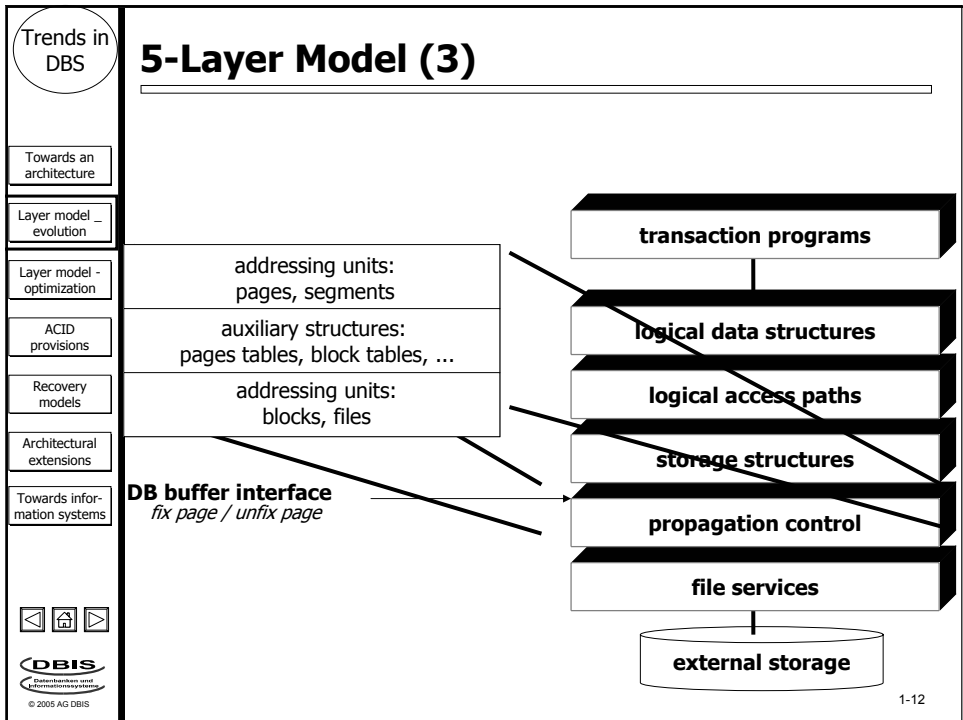 Trends in
DBS
5-Layer Model (3)
Towards an
architecture
Layer model _
evolution
Layer model -
optimization
ACID
provisions
Recovery
models
Architectural
extensions
Towards infor-
mation systems
addressing units:
pages, segments
auxiliary structures:
pages tables, block tables, ...
addressing units:
blocks, files
DB buffer interface
fix page / unfix page
transaction programs
logical data structures
logical access paths
storage structures
propagation control
file services
external storage
DBIS
Datenbanken und
Informationssysteme
© 2005 AG DBIS
1-12